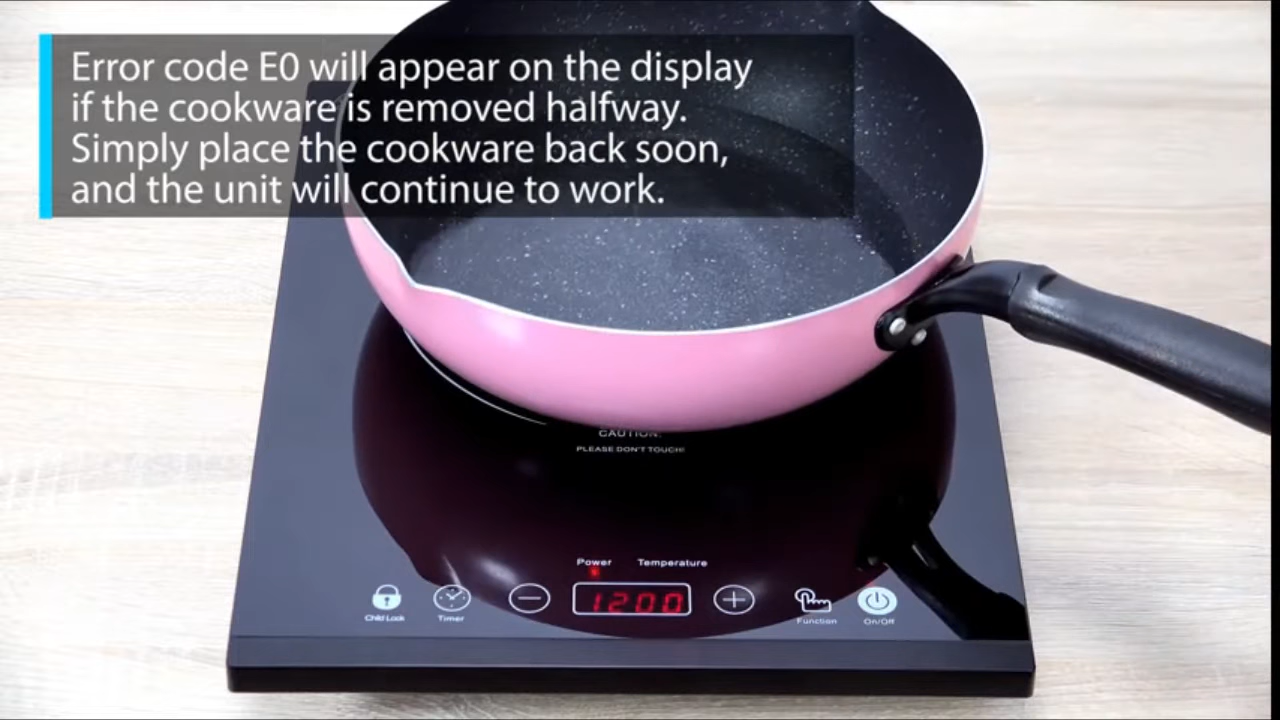 Error code E0 will appear on the display
if the cookware is removed halfway.
Simply place the cookware back soon,
and the unit will continue to work.
CAUTION:
PLEASE DON'T TOUCH!
Power Temperature
1200
Child Lock Timer Function On/Off